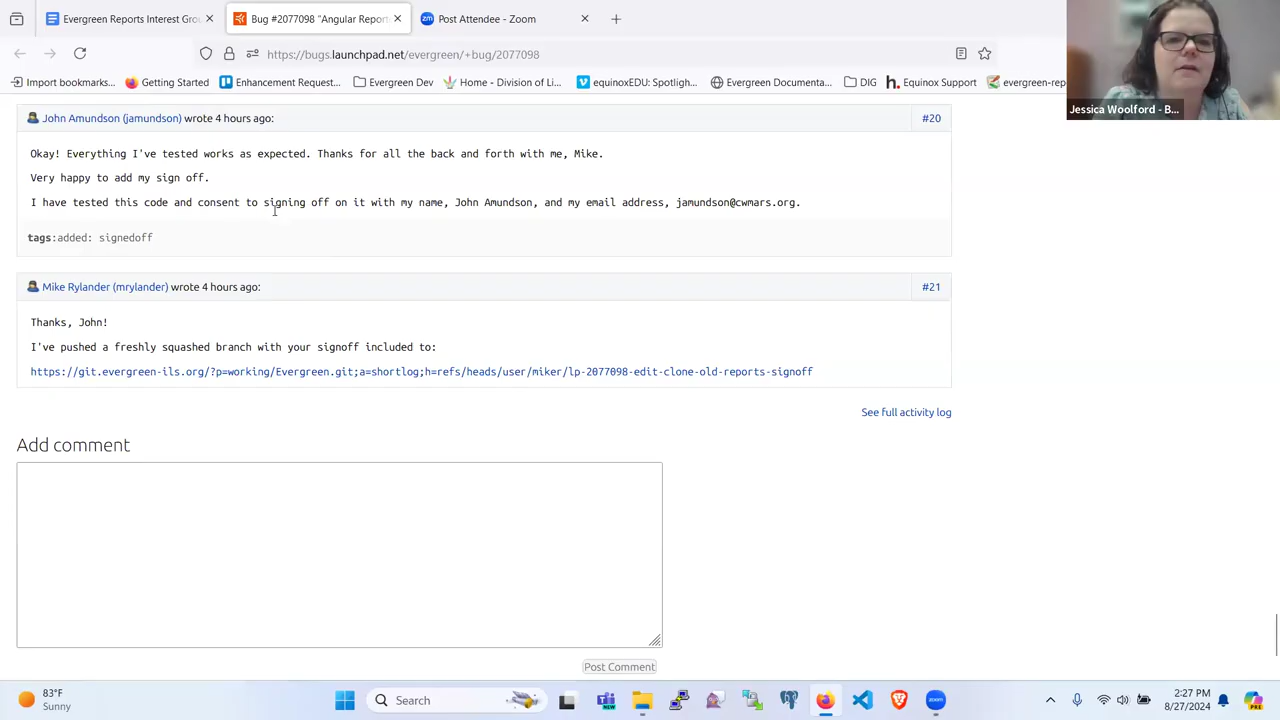 Evergreen Reports Interest Gro
Bug #2077098 "Angular Report
Post Attendee - Zoom
https://bugs.launchpad.net/evergreen/+bug/2077098
Import bookmarks...
Getting Started
Enhancement Request...
Evergreen Dev
Home - Division of Li...
equinoxEDU: Spotligh...
Evergreen Documenta...
DIG
Equinox Support
evergreen-rep
Jessica Woolford - B...
John Amundson (jamundson) wrote 4 hours ago:
#20
Okay! Everything I've tested works as expected. Thanks for all the back and forth with me, Mike.
Very happy to add my sign off.
I have tested this code and consent to signing off on it with my name, John Amundson, and my email address, jamundson@cwmars.org.
tags:added: signedoff
Mike Rylander (mrylander) wrote 4 hours ago:
#21
Thanks, John!
I've pushed a freshly squashed branch with your signoff included to:
https://git.evergreen-ils.org/?p=working/Evergreen.git;a=shortlog;h=refs/heads/user/miker/lp-2077098-edit-clone-old-reports-signoff
See full activity log
Add comment
Post Comment
83°F
Sunny
Search
NEW
zoom
2:27 PM
8/27/2024
PRE